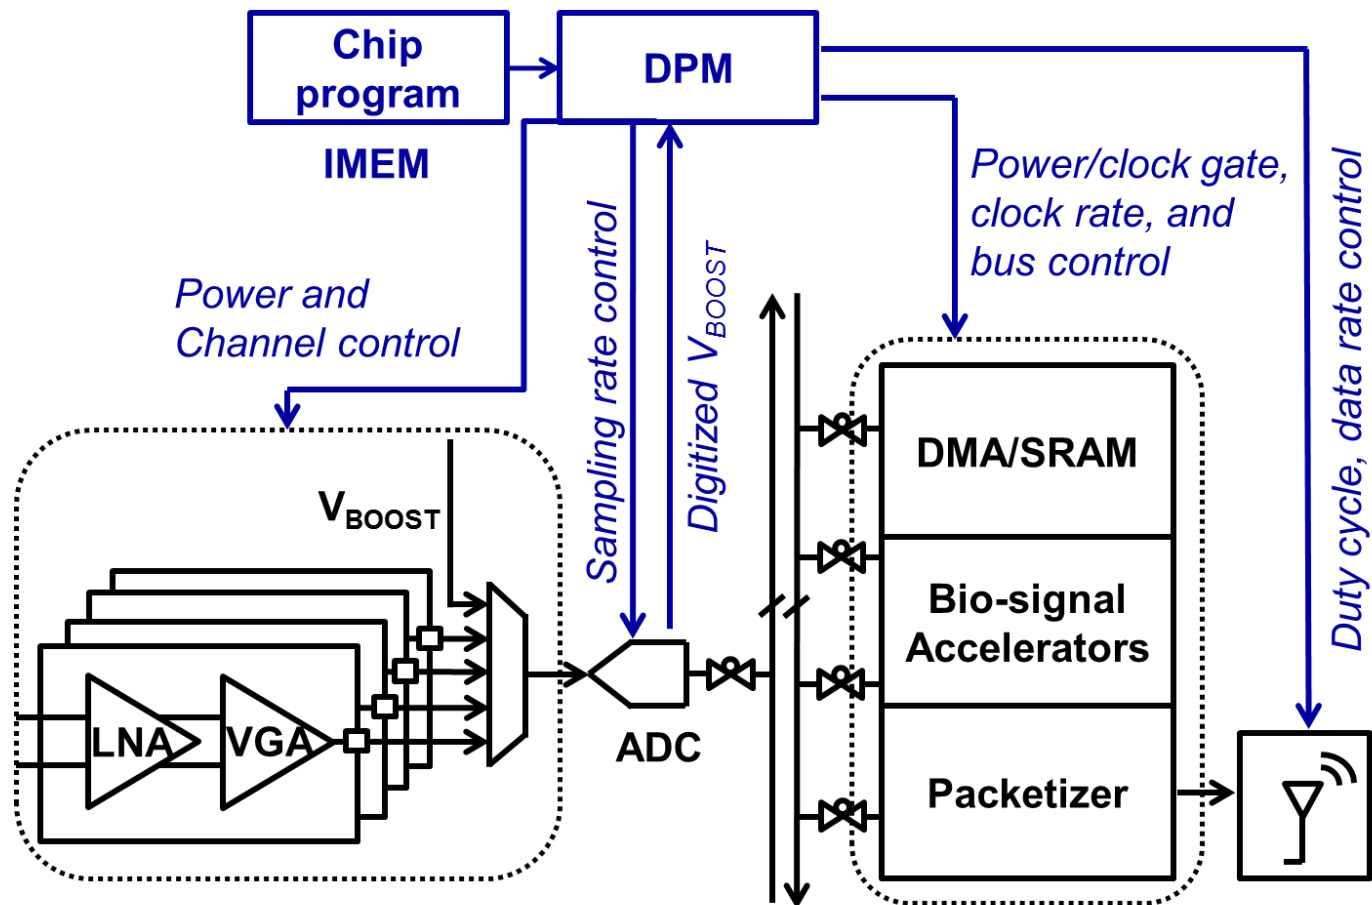 Chip
program
IMEM
DPM
Power/clock gate,
clock rate, and
bus control
Duty cycle, data rate control
Power and
Channel control
Sampling rate control
Digitized VBOOST
VBOOST
LNA
VGA
ADC
DMA/SRAM
Bio-signal
Accelerators
Packetizer